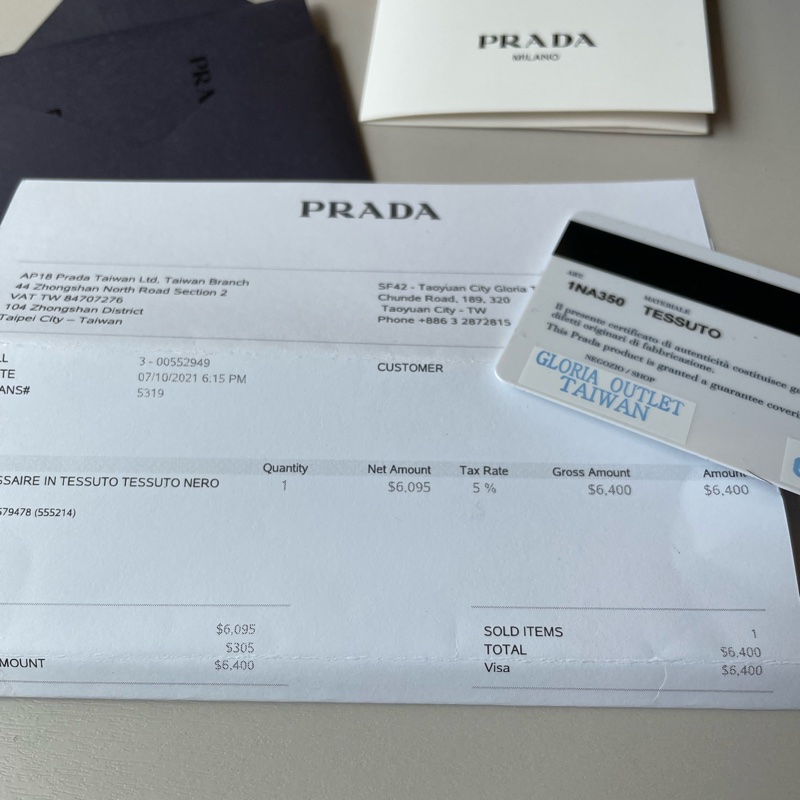 PRA
PRADA
MILANO
PRADA
AP18 Prada Taiwan Ltd, Taiwan Branch
44 Zhongshan North Road Section 2
VAT TW 84707276
104 Zhongshan District
Taipei City – Taiwan
SF42 - Taoyuan City Gloria
Chunde Road, 189, 320
Taoyuan City - TW
Phone +886 3 2872815
3 - 00552949
07/10/2021 6:15 PM
ANS# 5319
CUSTOMER
ART.
MATERIALE
1NA350 TESSUTO
Il presente certificato di autenticità costituisce
difetti originari di fabbricazione.
This Prada product is granted a guarantee
NEGOZIO / SHOP
GLORIA OUTLET
TAIWAN
Quantity Net Amount Tax Rate Gross Amount Amount
SSAIRE IN TESSUTO TESSUTO NERO 1 $6,095 5 % $6,400 $6,400
579478 (555214)
$6,095
$305
MOUNT $6,400
SOLD ITEMS 1
TOTAL $6,400
Visa $6,400